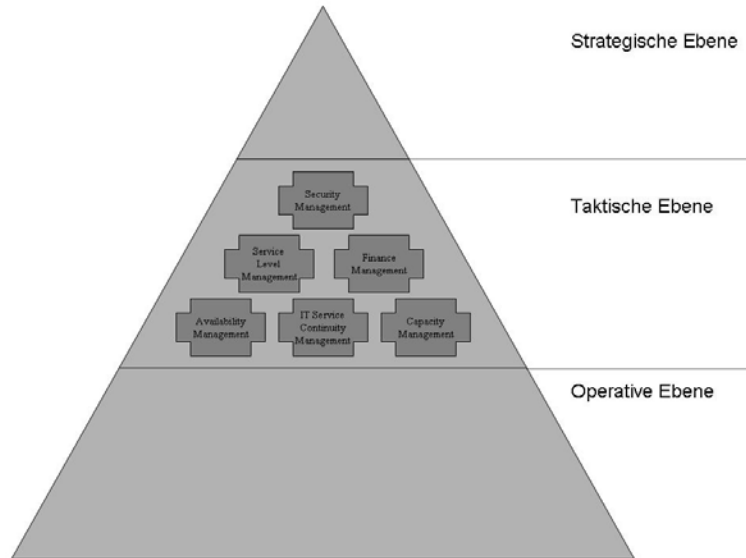 Strategische Ebene
Taktische Ebene
Security
Management
Service
Level
Management
Finance
Management
Availability
Management
IT Service
Continuity
Management
Capacity
Management
Operative Ebene